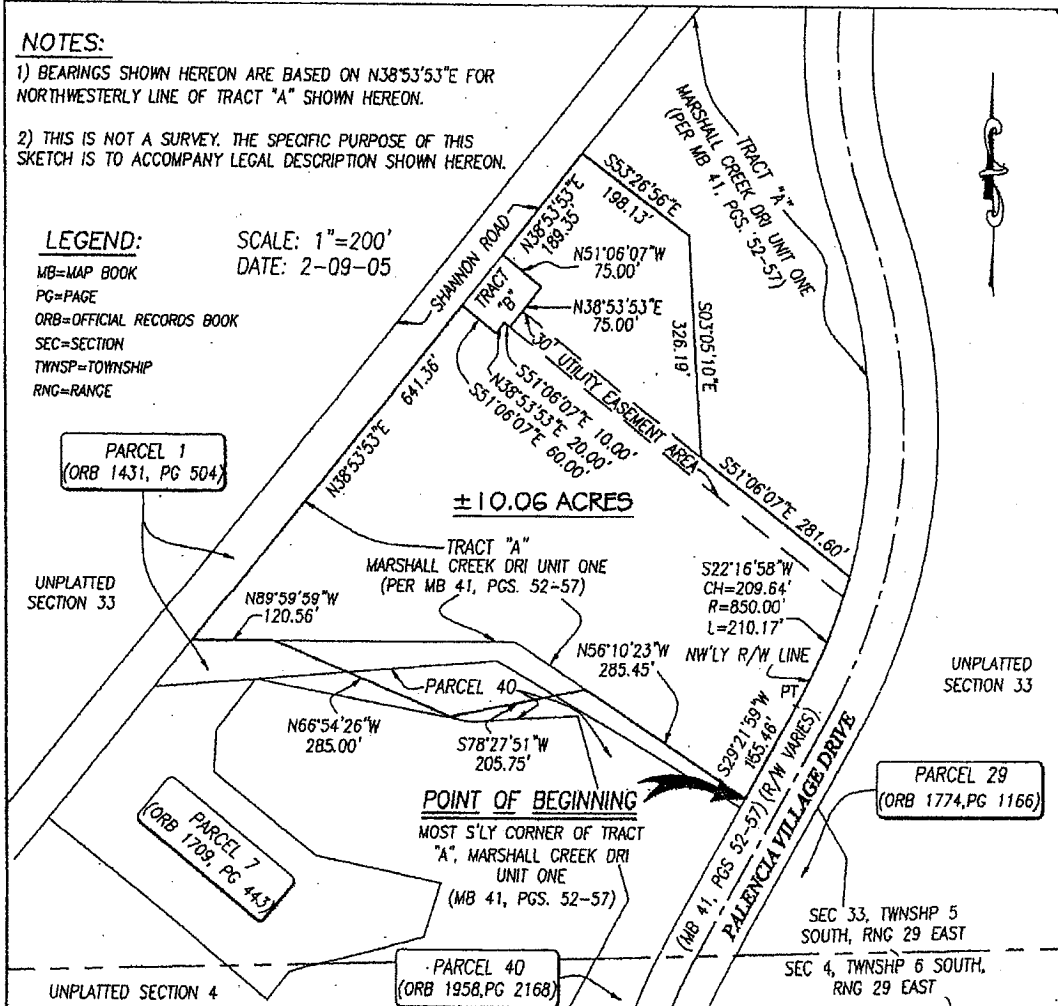 NOTES:
1) BEARINGS SHOWN HEREON ARE BASED ON N38°53'53"E FOR
NORTHWESTERLY LINE OF TRACT "A" SHOWN HEREON.
2) THIS IS NOT A SURVEY. THE SPECIFIC PURPOSE OF THIS
SKETCH IS TO ACCOMPANY LEGAL DESCRIPTION SHOWN HEREON.
LEGEND:
MB=MAP BOOK
PG=PAGE
ORB=OFFICIAL RECORDS BOOK
SEC=SECTION
TWNSP=TOWNSHIP
RNG=RANGE
SCALE: 1"=200'
DATE: 2-09-05
SHANNON ROAD
TRACT "A"
MARSHALL CREEK DRI UNIT ONE
(PER MB 41, PGS. 52-57)
S53°26'56"E
198.13'
N38°53'53"E
189.35'
N51°06'07"W
75.00'
TRACT
"B"
N38°53'53"E
75.00'
S03°05'10"E
326.19'
30' UTILITY EASEMENT AREA
S51°06'07"E 10.00'
N38°53'53"E 20.00'
S51°06'07"E 60.00'
N38°53'53"E 641.36'
S51°06'07"E 281.60'
PARCEL 1
(ORB 1431, PG 504)
±10.06 ACRES
TRACT "A"
MARSHALL CREEK DRI UNIT ONE
(PER MB 41, PGS. 52-57)
UNPLATTED
SECTION 33
S22°16'58"W
CH=209.64'
R=850.00'
L=210.17'
NW'LY R/W LINE
PT
N89°59'59"W
120.56'
N56°10'23"W
285.45'
UNPLATTED
SECTION 33
PARCEL 40
N66°54'26"W
285.00'
S78°27'51"W
205.75'
S29°21'59"W
155.46'
POINT OF BEGINNING
MOST S'LY CORNER OF TRACT
"A", MARSHALL CREEK DRI
UNIT ONE
(MB 41, PGS. 52-57)
(MB 41, PGS 52-57) (R/W VARIES)
PALENCIA VILLAGE DRIVE
PARCEL 29
(ORB 1774,PG 1166)
PARCEL 7
(ORB 1709, PG 443)
SEC 33, TWNSHP 5
SOUTH, RNG 29 EAST
SEC 4, TWNSHP 6 SOUTH,
RNG 29 EAST
UNPLATTED SECTION 4
PARCEL 40
(ORB 1958,PG 2168)